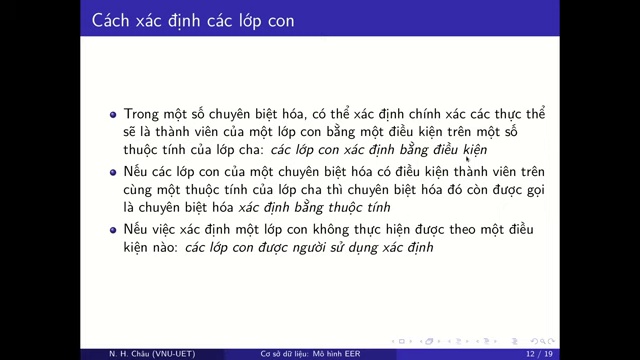 Cách xác định các lớp con
Trong một số chuyên biệt hóa, có thể xác định chính xác các thực thể
sẽ là thành viên của một lớp con bằng một điều kiện trên một số
thuộc tính của lớp cha: các lớp con xác định bằng điều kiện
Nếu các lớp con của một chuyên biệt hóa có điều kiện thành viên trên
cùng một thuộc tính của lớp cha thì chuyên biệt hóa đó còn được gọi
là chuyên biệt hóa xác định bằng thuộc tính
Nếu việc xác định một lớp con không thực hiện được theo một điều
kiện nào: các lớp con được người sử dụng xác định
N. H. Châu (VNU-UET)
Cơ sở dữ liệu: Mô hình EER
12 / 19